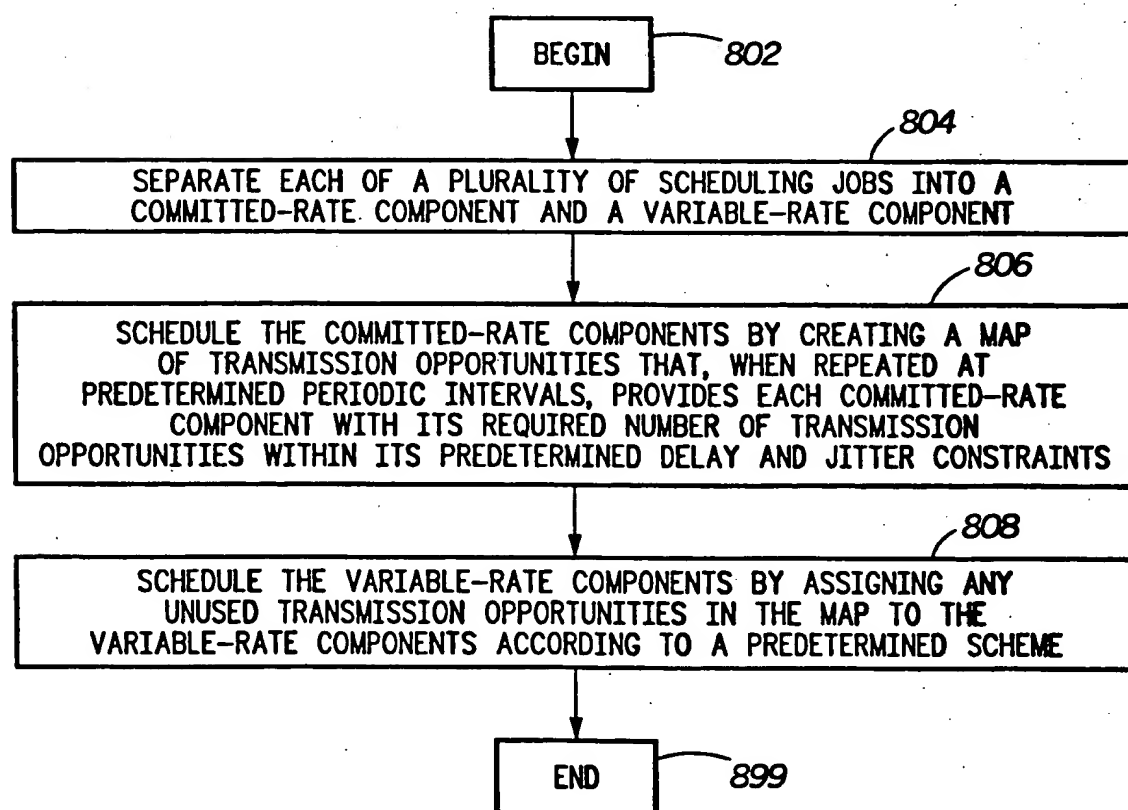 BEGIN
802
804
SEPARATE EACH OF A PLURALITY OF SCHEDULING JOBS INTO A
COMMITTED-RATE COMPONENT AND A VARIABLE-RATE COMPONENT
806
SCHEDULE THE COMMITTED-RATE COMPONENTS BY CREATING A MAP
OF TRANSMISSION OPPORTUNITIES THAT, WHEN REPEATED AT
PREDETERMINED PERIODIC INTERVALS, PROVIDES EACH COMMITTED-RATE
COMPONENT WITH ITS REQUIRED NUMBER OF TRANSMISSION
OPPORTUNITIES WITHIN ITS PREDETERMINED DELAY AND JITTER CONSTRAINTS
808
SCHEDULE THE VARIABLE-RATE COMPONENTS BY ASSIGNING ANY
UNUSED TRANSMISSION OPPORTUNITIES IN THE MAP TO THE
VARIABLE-RATE COMPONENTS ACCORDING TO A PREDETERMINED SCHEME
END
899